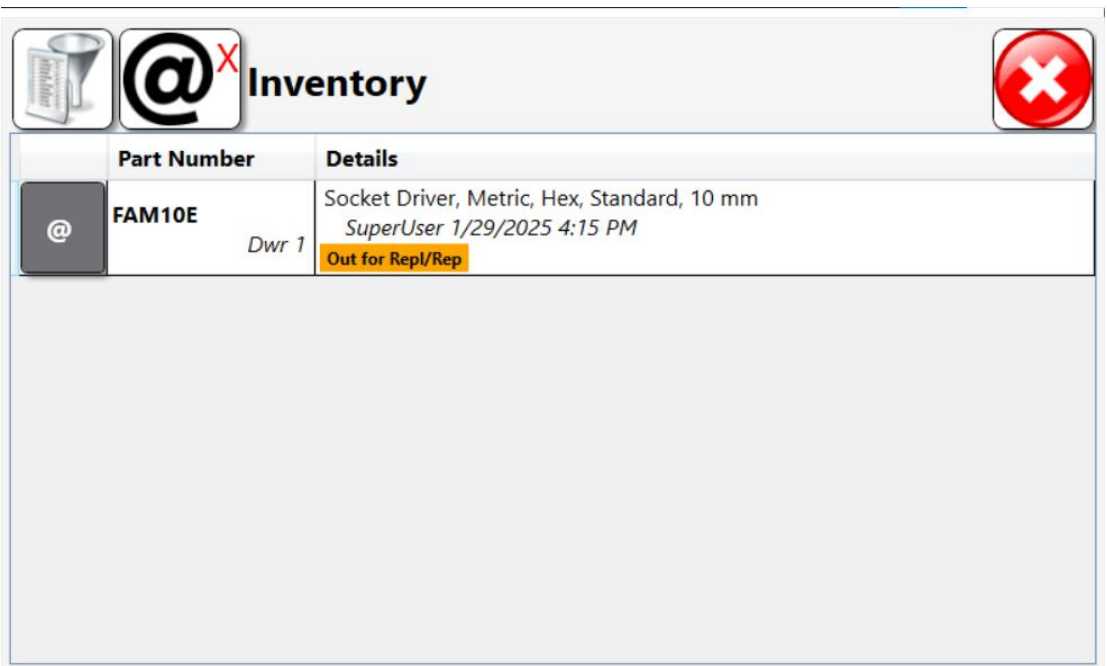 @X Inventory
Part Number Details
@ FAM10E Socket Driver, Metric, Hex, Standard, 10 mm
Dwr 1 SuperUser 1/29/2025 4:15 PM
Out for Repl/Rep